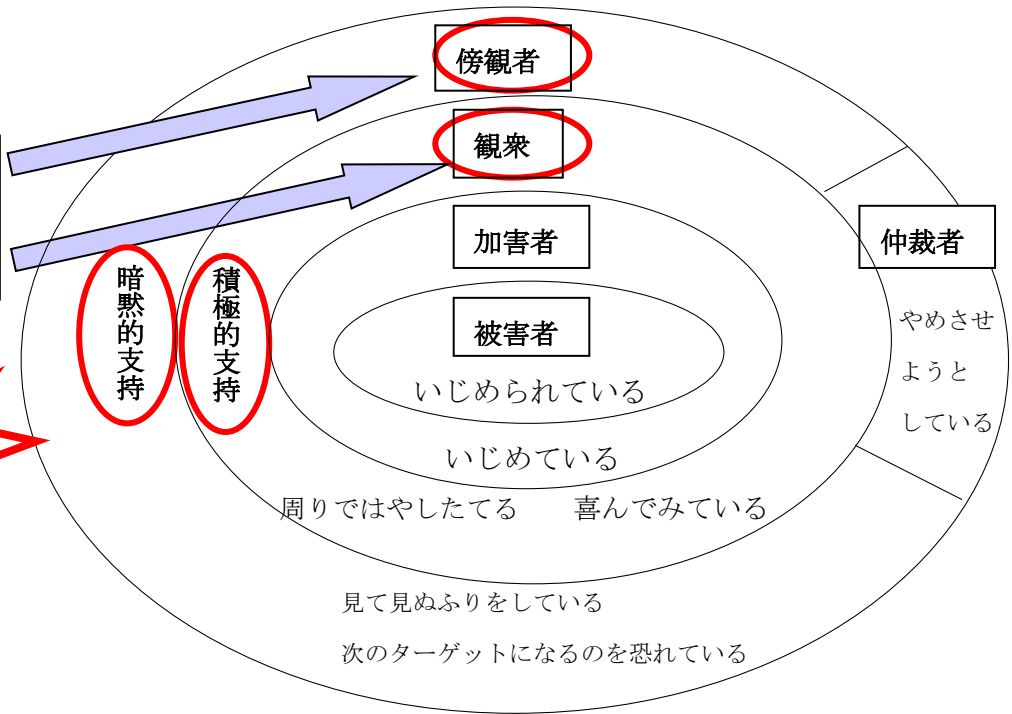 傍観者
観衆
加害者
仲裁者
暗黙的支持
積極的支持
被害者
やめさせ
ようと
している
いじめられている
いじめている
周りではやしたてる 喜んでみている
見て見ぬふりをしている
次のターゲットになるのを恐れている